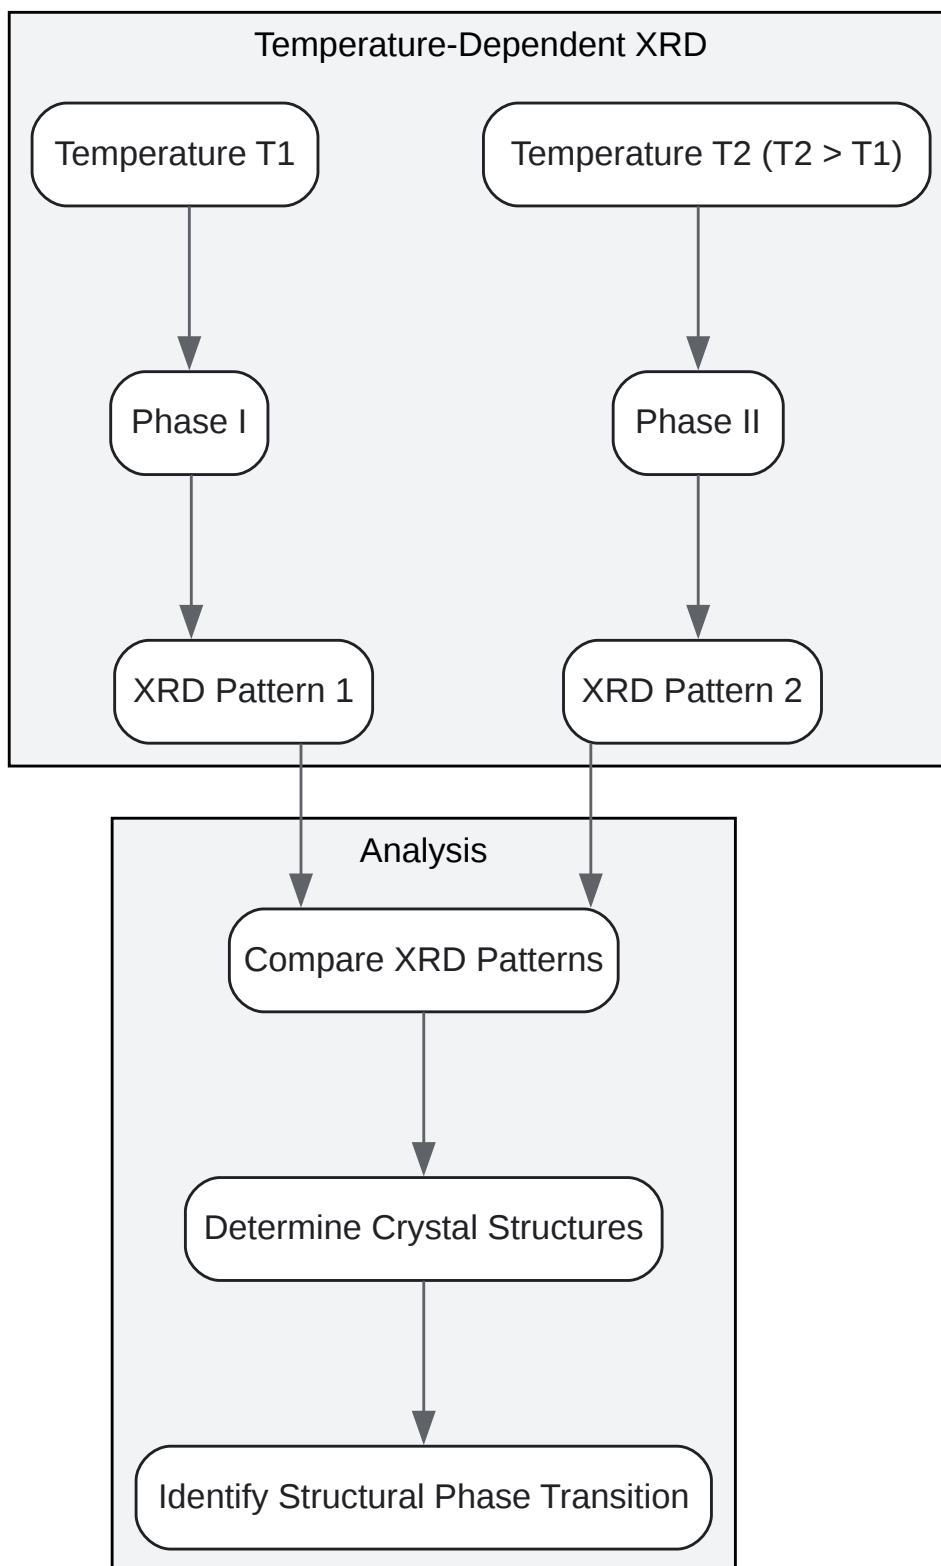 Temperature-Dependent XRD
Temperature T1
Temperature T2 (T2 > T1)
Phase I
Phase II
XRD Pattern 1
XRD Pattern 2
Analysis
Compare XRD Patterns
Determine Crystal Structures
Identify Structural Phase Transition